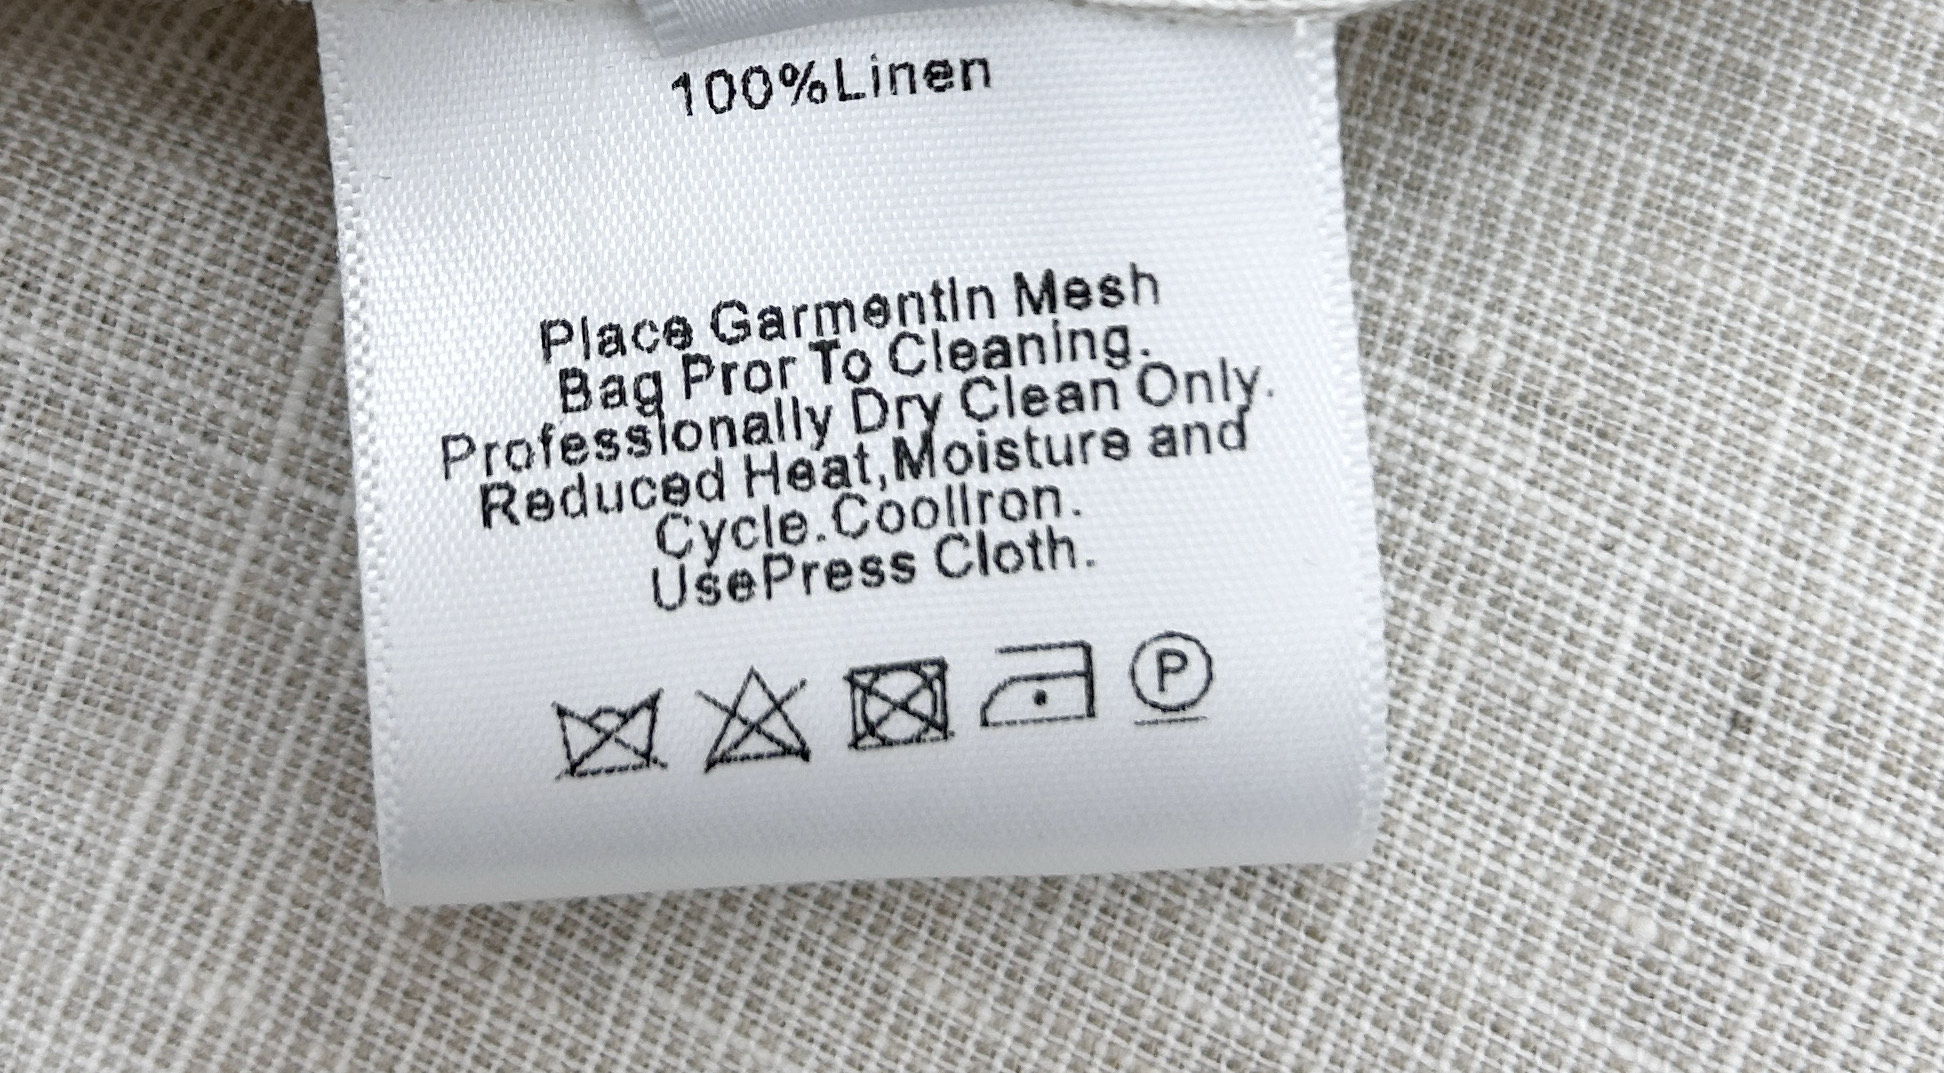 100%Linen
Place GarmentIn Mesh
Bag Pror To Cleaning.
Professionally Dry Clean Only.
Reduced Heat,Moisture and
Cycle.CoolIron.
UsePress Cloth.
P